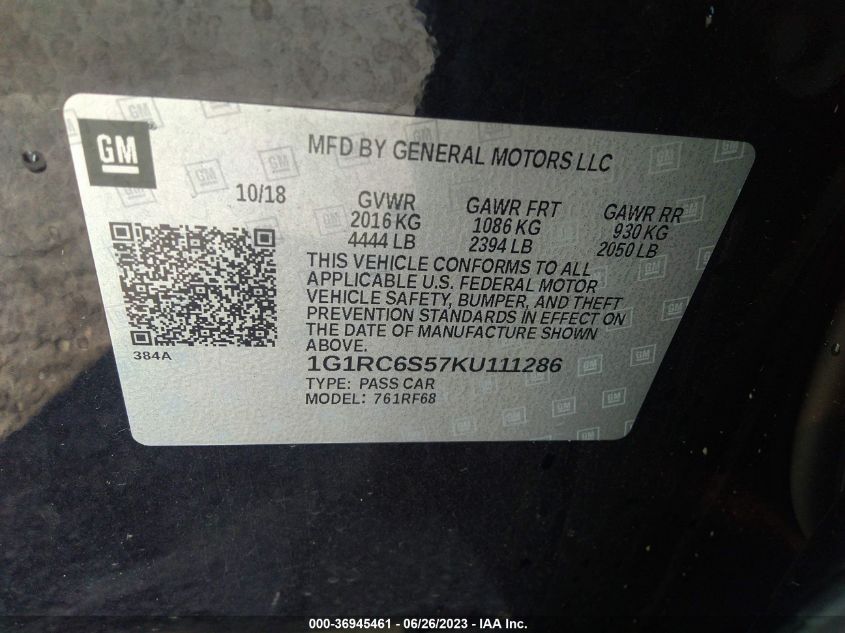 GM
MFD BY GENERAL MOTORS LLC
10/18
GVWR GAWR FRT GAWR RR
2016 KG 1086 KG 930 KG
4444 LB 2394 LB 2050 LB
THIS VEHICLE CONFORMS TO ALL
APPLICABLE U.S. FEDERAL MOTOR
VEHICLE SAFETY, BUMPER, AND THEFT
PREVENTION STANDARDS IN EFFECT ON
THE DATE OF MANUFACTURE SHOWN
ABOVE.
384A
1G1RC6S57KU111286
TYPE: PASS CAR
MODEL: 761RF68
000-36945461 - 06/26/2023 - IAA Inc.